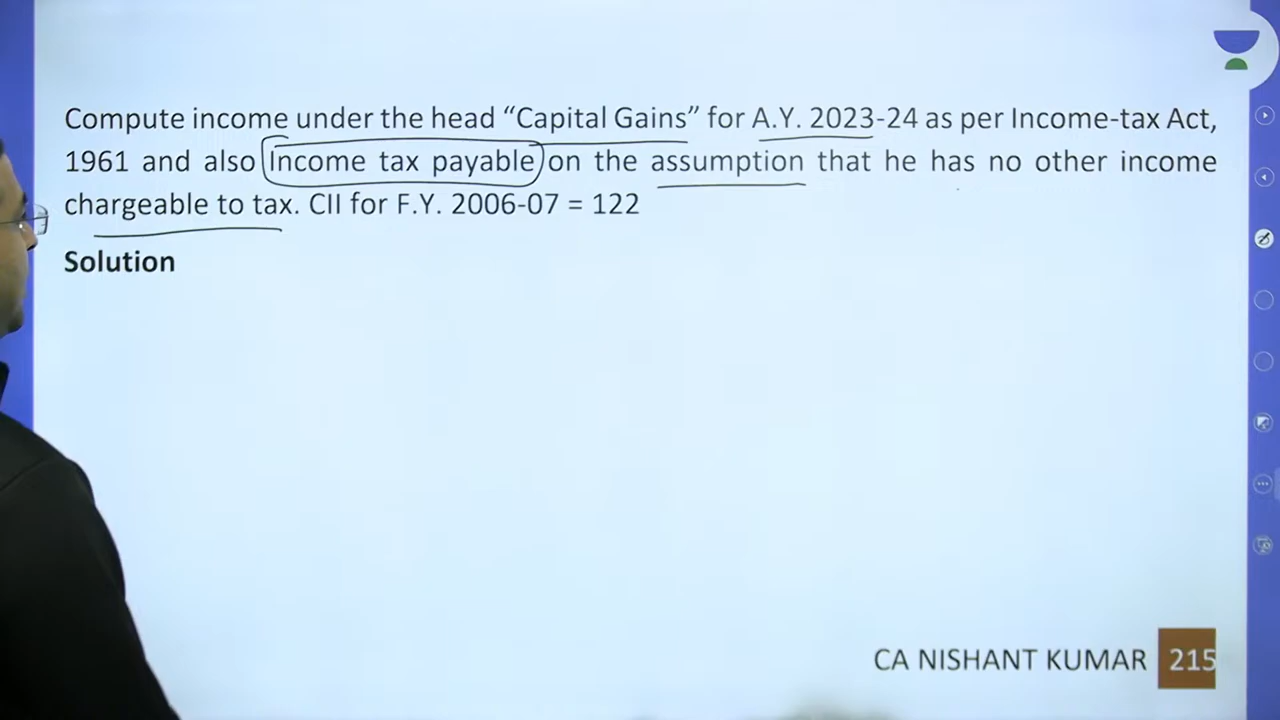 Compute income under the head “Capital Gains” for A.Y. 2023-24 as per Income-tax Act,
1961 and also Income tax payable on the assumption that he has no other income
chargeable to tax. CII for F.Y. 2006-07 = 122
Solution
CA NISHANT KUMAR 215